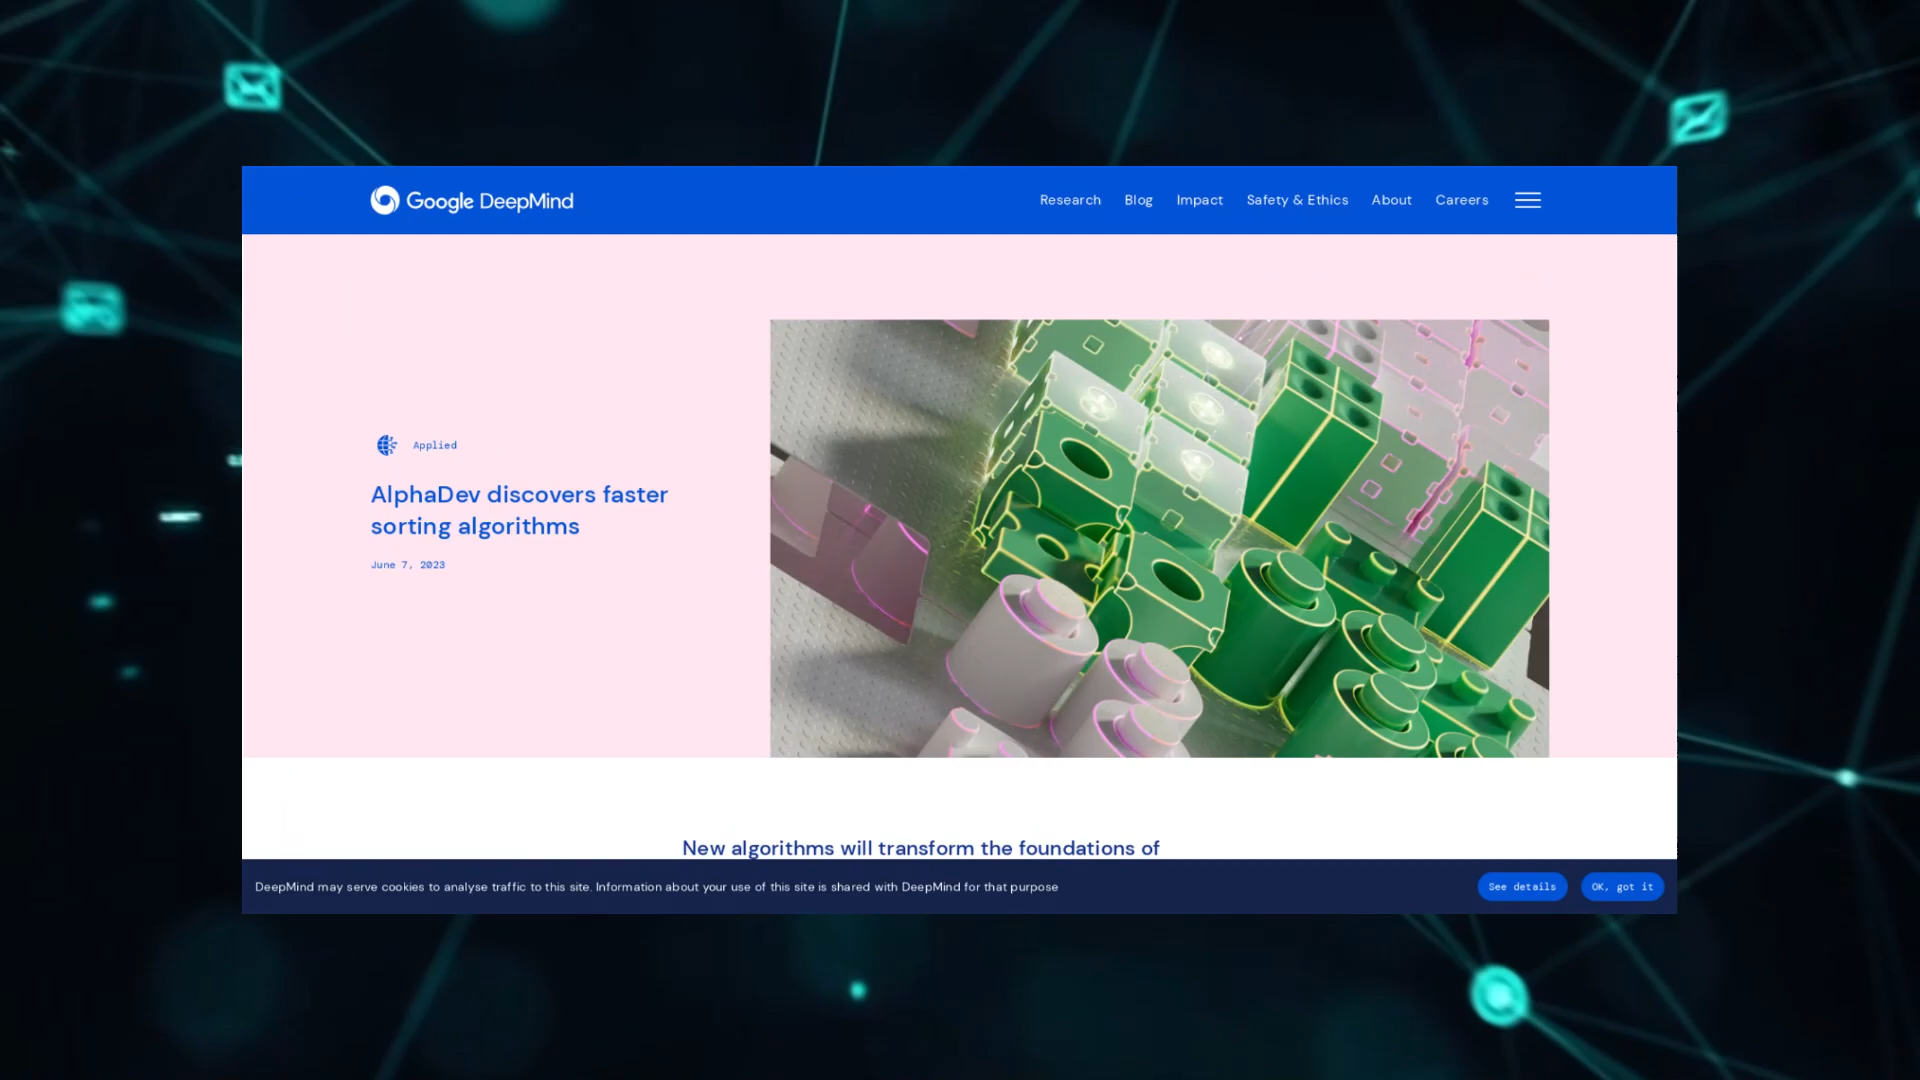 Google DeepMind
Research Blog Impact Safety & Ethics About Careers
Applied
AlphaDev discovers faster
sorting algorithms
June 7, 2023
New algorithms will transform the foundations of
DeepMind may serve cookies to analyse traffic to this site. Information about your use of this site is shared with DeepMind for that purpose
See details
OK, got it